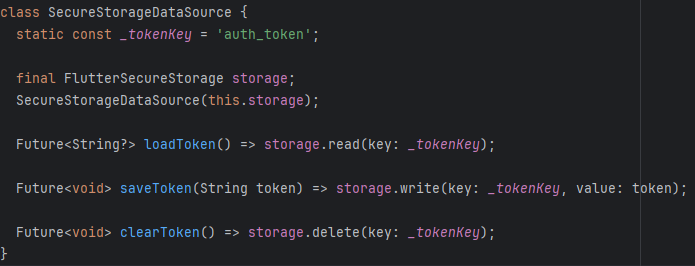 class SecureStorageDataSource {
  static const _tokenKey = 'auth_token';

  final FlutterSecureStorage storage;
  SecureStorageDataSource(this.storage);

  Future<String?> loadToken() => storage.read(key: _tokenKey);

  Future<void> saveToken(String token) => storage.write(key: _tokenKey, value: token);

  Future<void> clearToken() => storage.delete(key: _tokenKey);
}